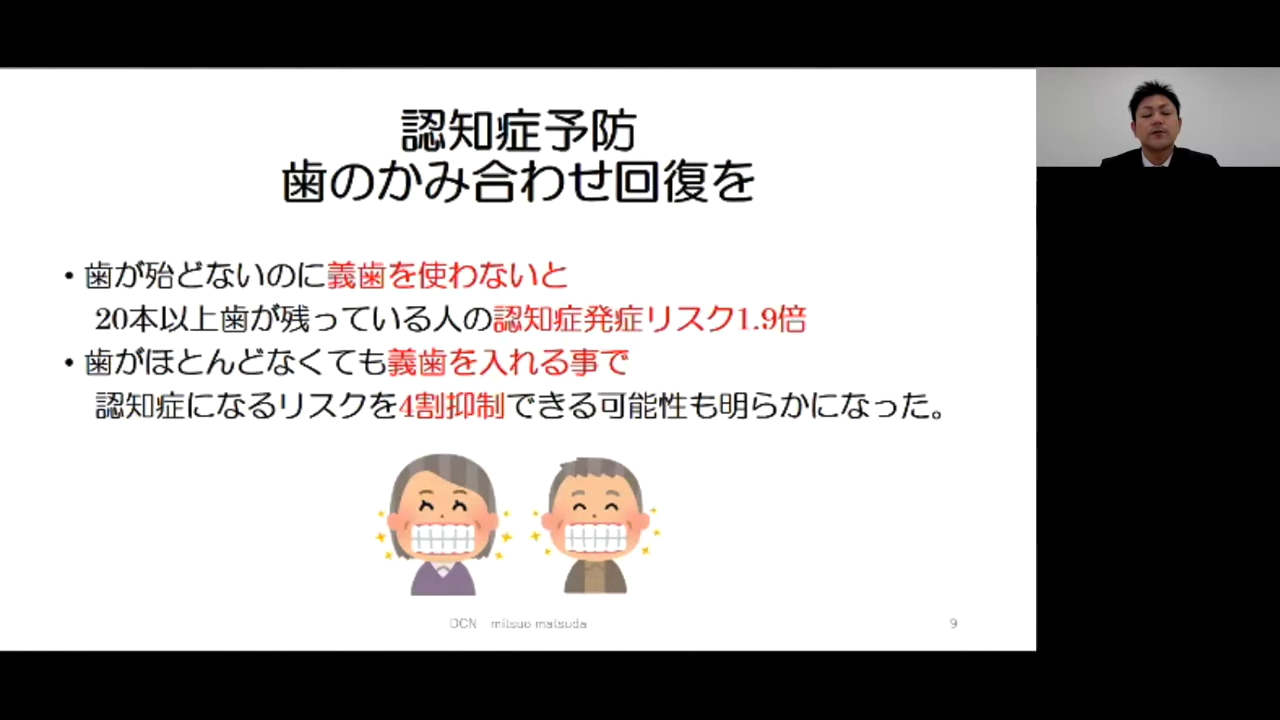 認知症予防
歯のかみ合わせ回復を
• 歯が殆どないのに義歯を使わないと
20本以上歯が残っている人の認知症発症リスク1.9倍
• 歯がほとんどなくても義歯を入れる事で
認知症になるリスクを4割抑制できる可能性も明らかになった。
DCN mitsuo matsuda
9